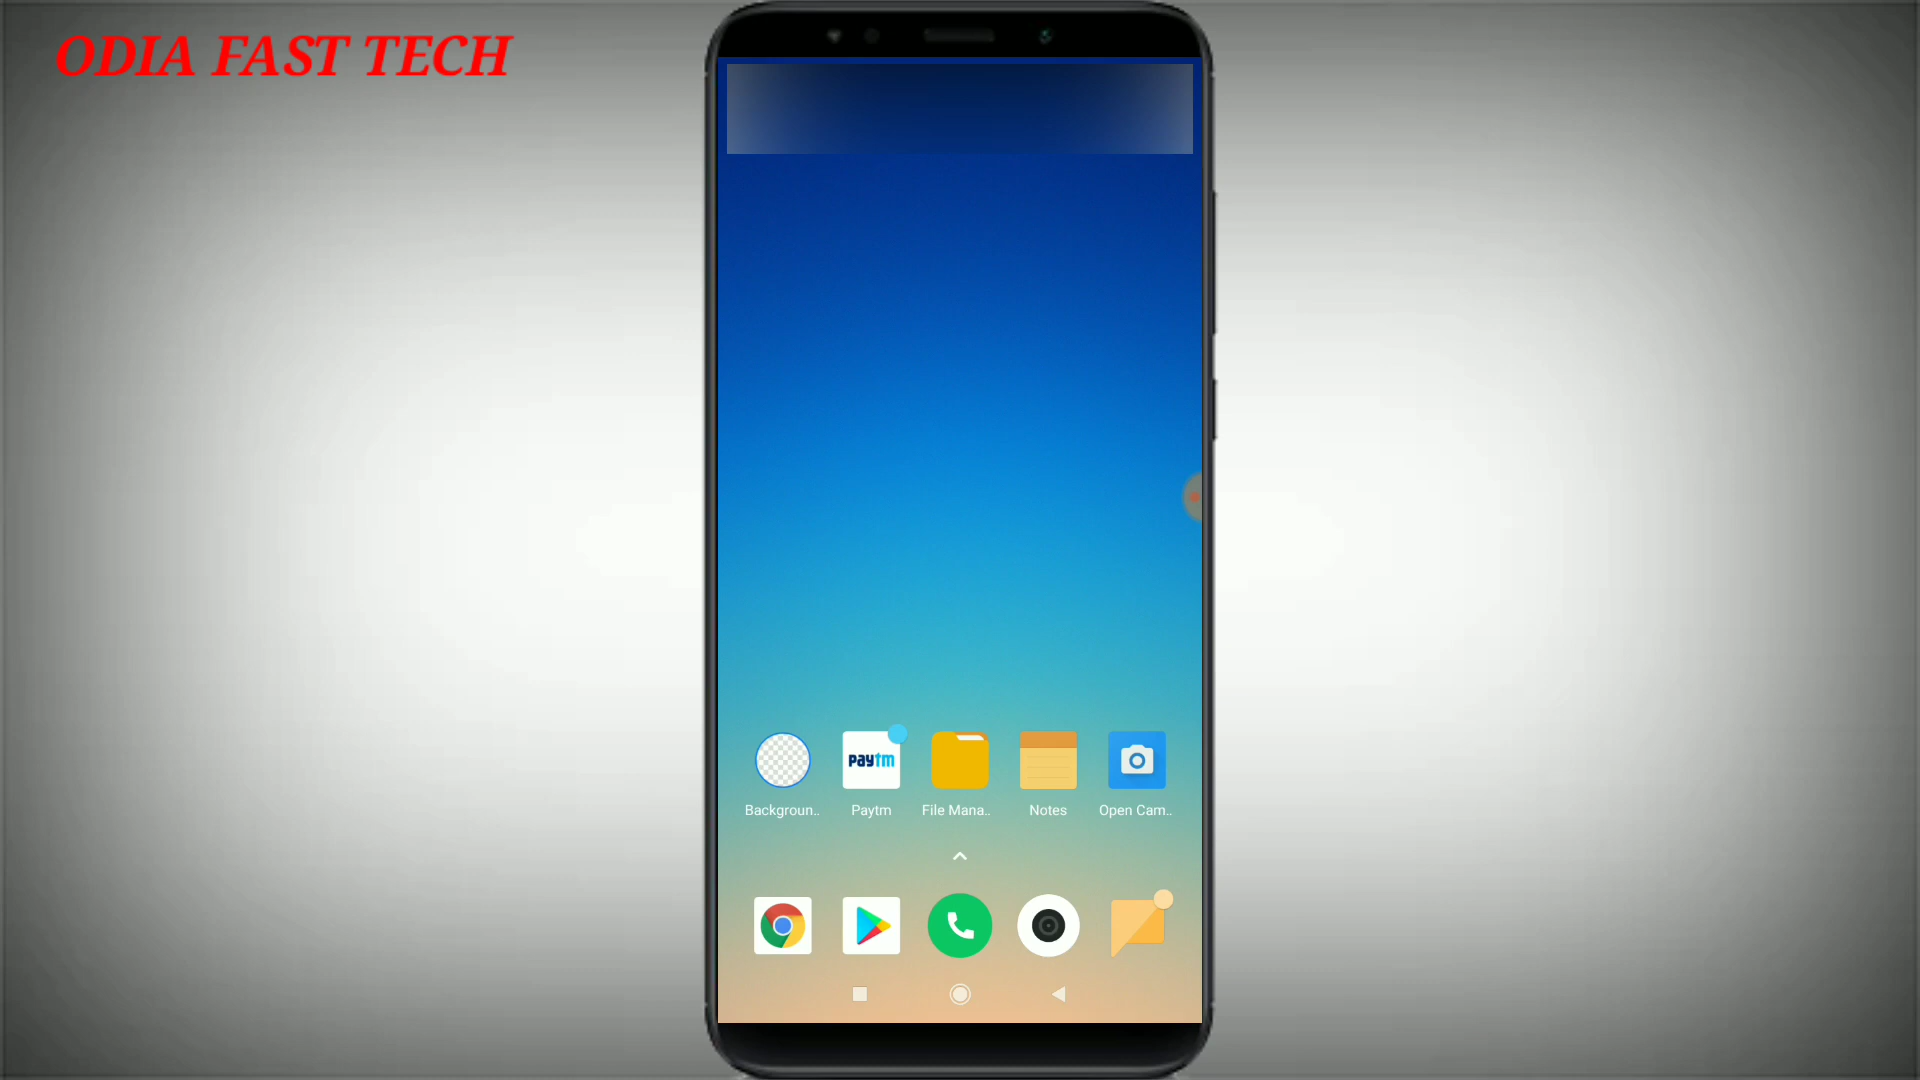 ODIA FAST TECH
paytm
Backgroun..
Paytm
File Mana..
Notes
Open Cam..